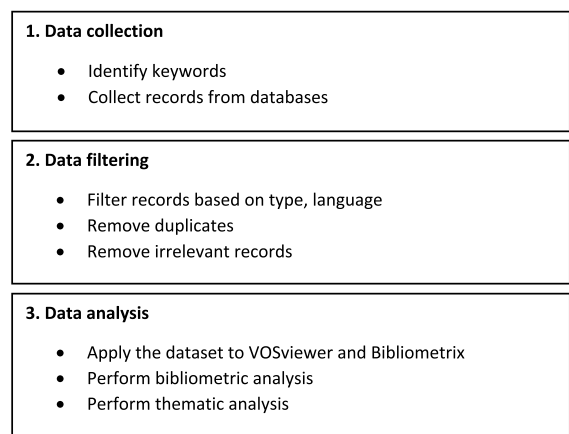 1. Data collection
• Identify keywords
• Collect records from databases
2. Data filtering
• Filter records based on type, language
• Remove duplicates
• Remove irrelevant records
3. Data analysis
• Apply the dataset to VOSviewer and Bibliometrix
• Perform bibliometric analysis
• Perform thematic analysis